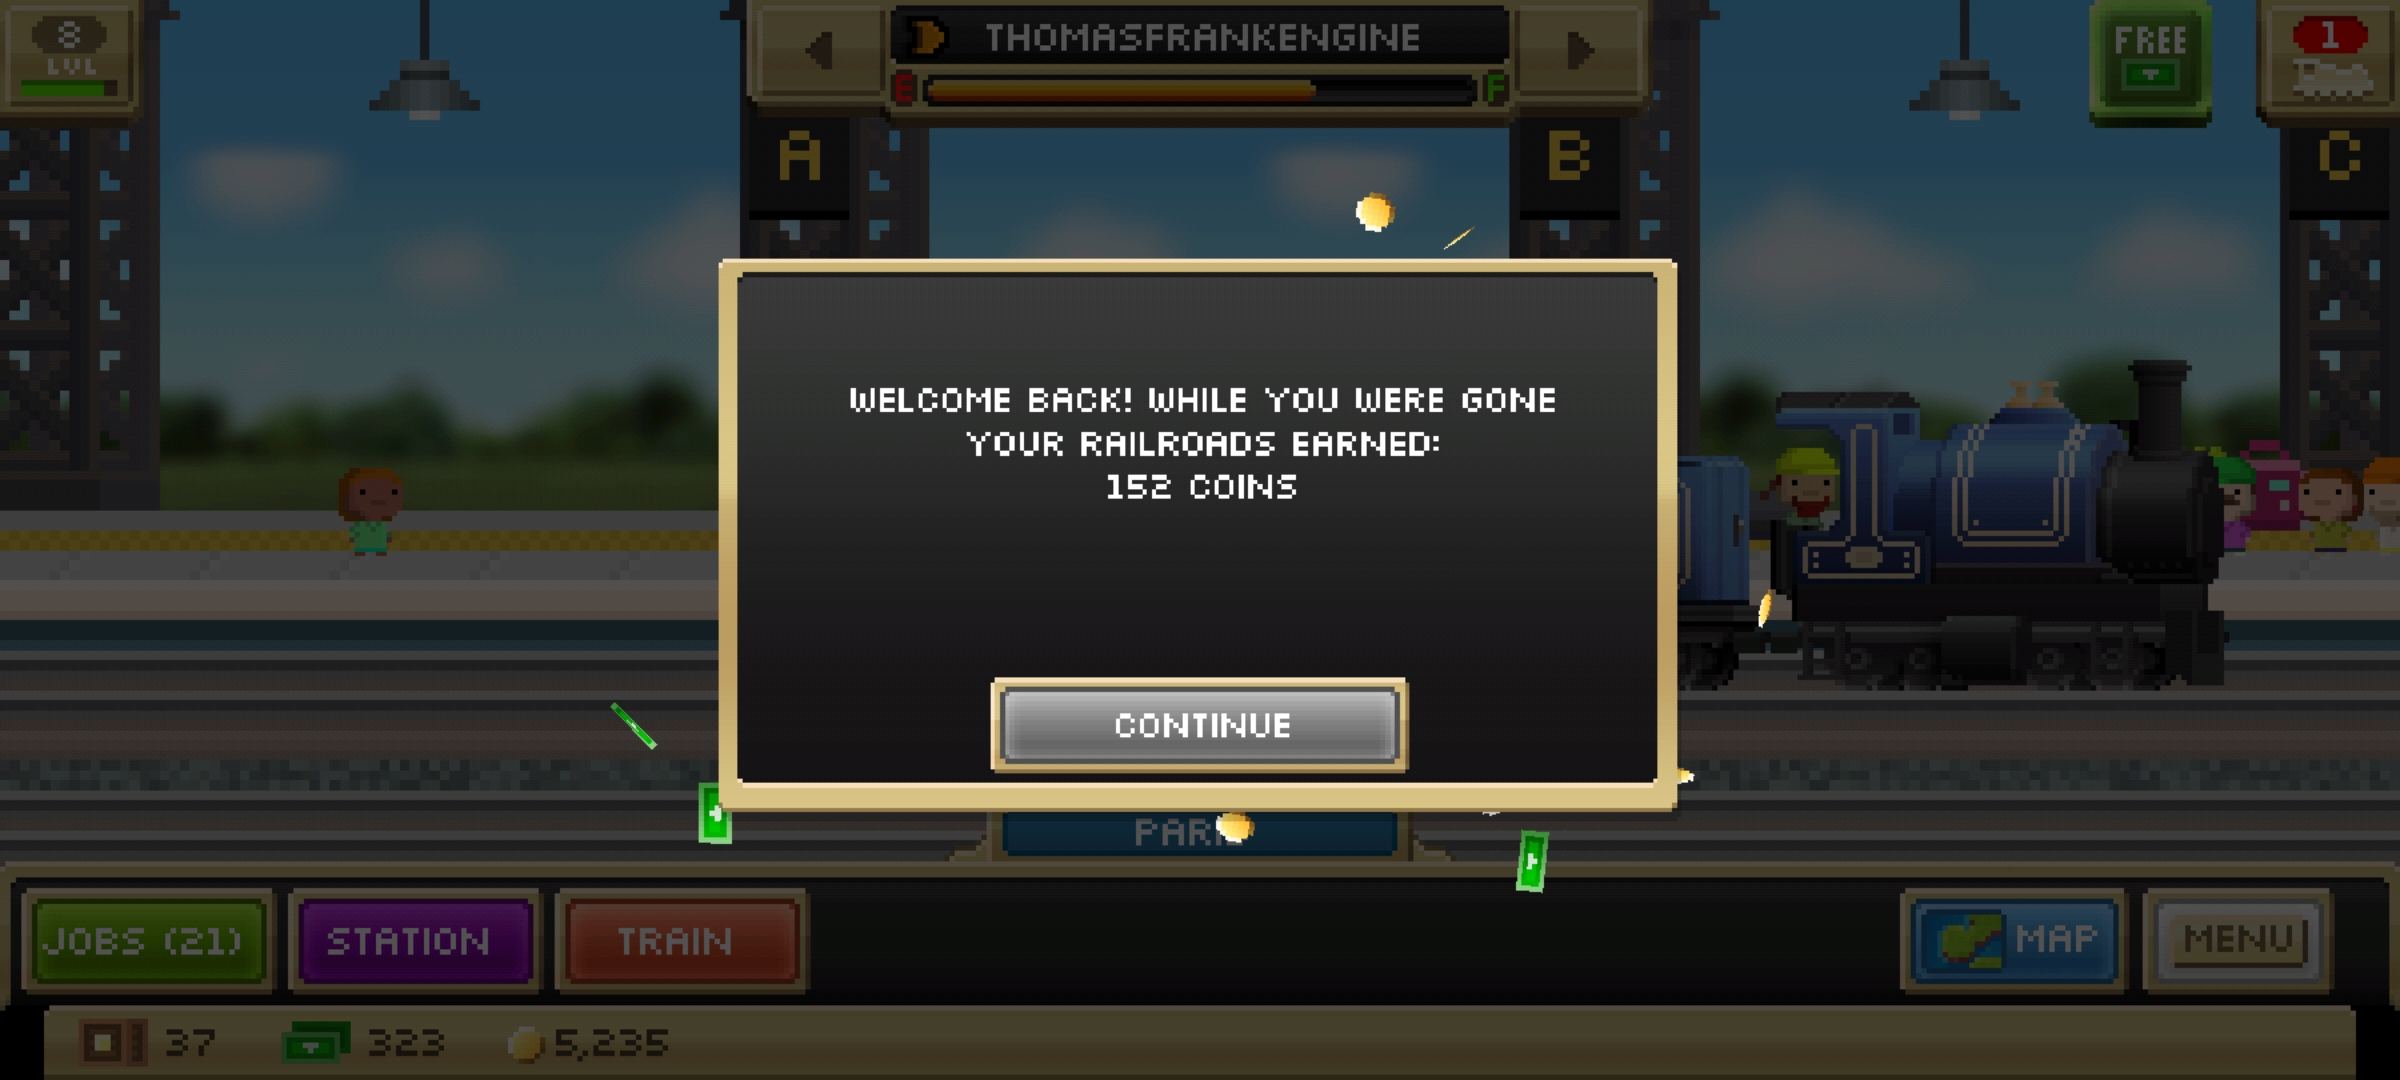 8
LVL
THOMASFRANKENGINE
E
F
FREE
1
A
B
C
WELCOME BACK! WHILE YOU WERE GONE
YOUR RAILROADS EARNED:
152 COINS
CONTINUE
JOBS (21)
STATION
TRAIN
MAP
MENU
37
323
5,235